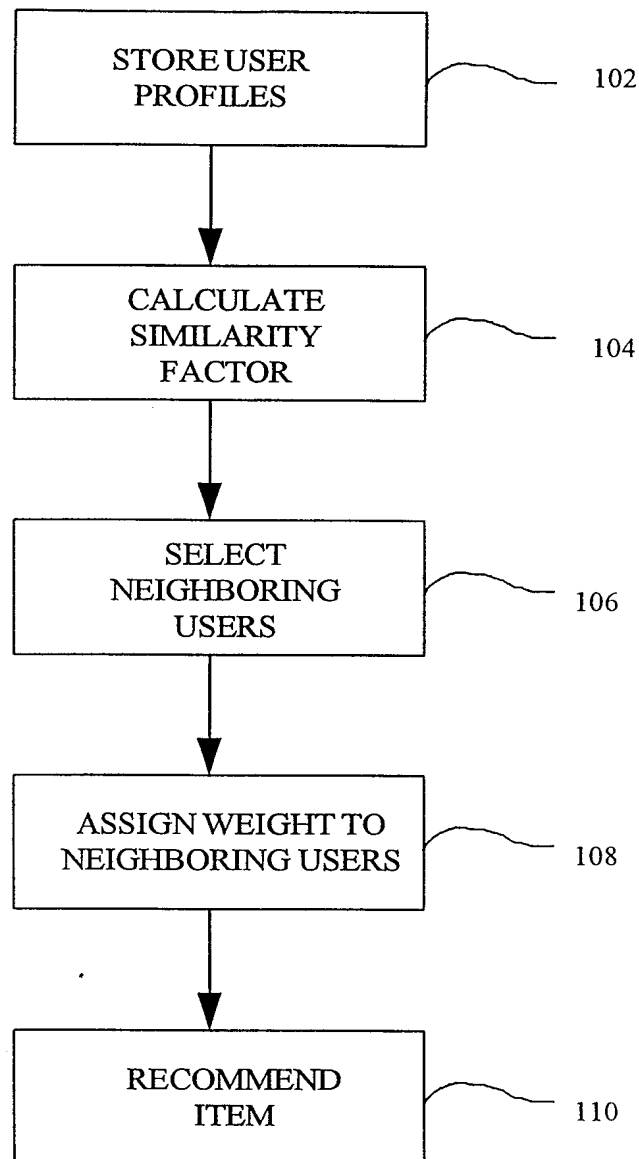 STORE USER
PROFILES
102
CALCULATE
SIMILARITY
FACTOR
104
SELECT
NEIGHBORING
USERS
106
ASSIGN WEIGHT TO
NEIGHBORING USERS
108
RECOMMEND
ITEM
110